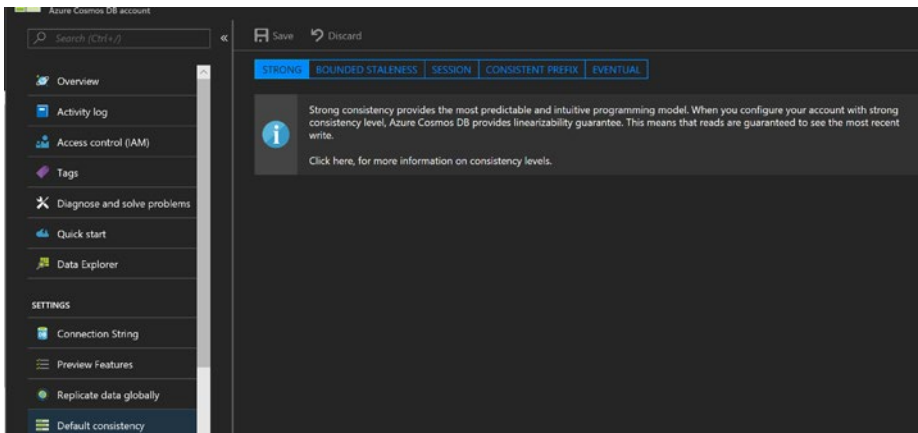 Azure Cosmos DB account
Search (Ctrl+/)
«
Save
Discard
STRONG
BOUNDED STALENESS
SESSION
CONSISTENT PREFIX
EVENTUAL
Strong consistency provides the most predictable and intuitive programming model. When you configure your account with strong
consistency level, Azure Cosmos DB provides linearizability guarantee. This means that reads are guaranteed to see the most recent
write.
Click here, for more information on consistency levels.
Overview
Activity log
Access control (IAM)
Tags
Diagnose and solve problems
Quick start
Data Explorer
SETTINGS
Connection String
Preview Features
Replicate data globally
Default consistency